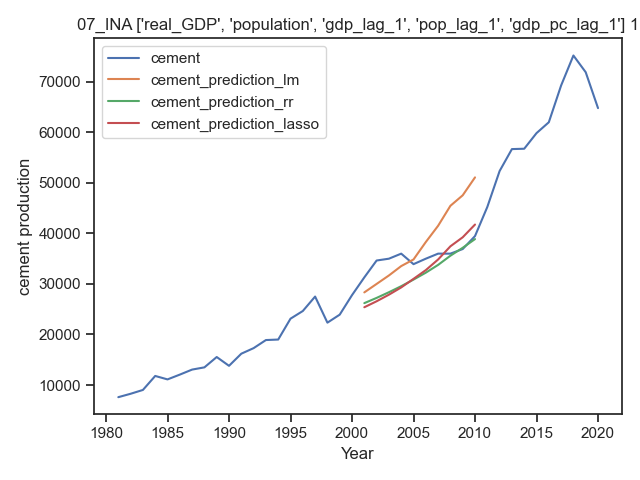 07_INA ['real_GDP', 'population', 'gdp_lag_1', 'pop_lag_1', 'gdp_pc_lag_1'] 1
cement
cement_prediction_lm
cement_prediction_rr
cement_prediction_lasso
cement production
70000
60000
50000
40000
30000
20000
10000
1980 1985 1990 1995 2000 2005 2010 2015 2020
Year